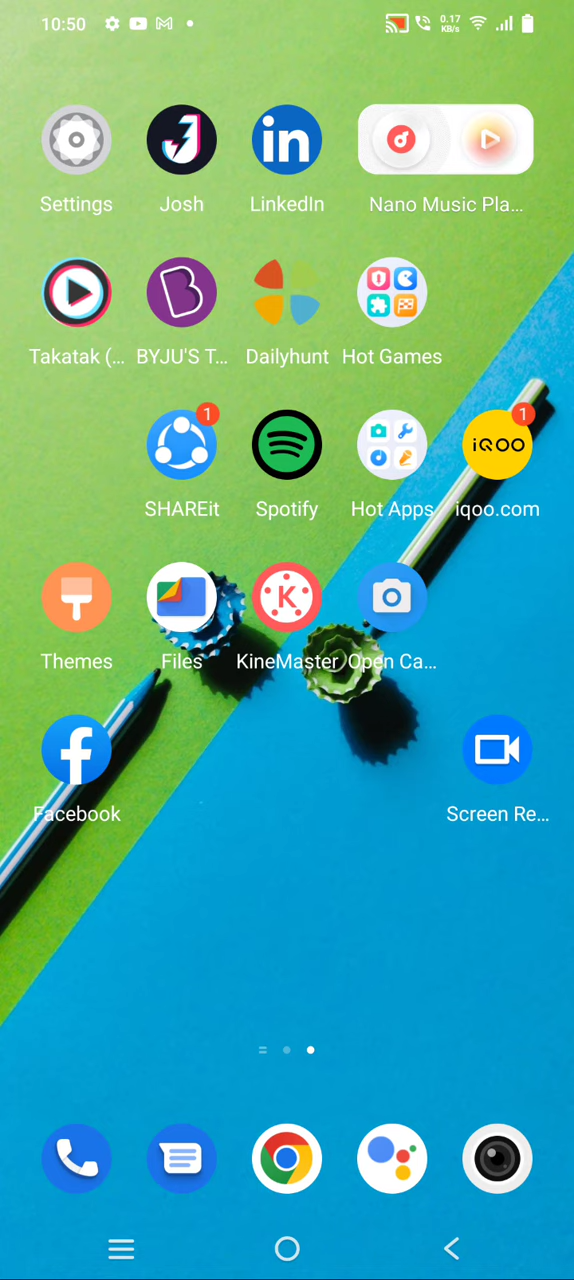 10:50
0.17
KB/s
Settings
Josh
LinkedIn
Nano Music Pla...
Takatak (...
BYJU'S T...
Dailyhunt
Hot Games
1
1
iQOO
SHAREit
Spotify
Hot Apps
iqoo.com
K
Themes
Files
KineMaster
Open Ca...
Facebook
Screen Re...